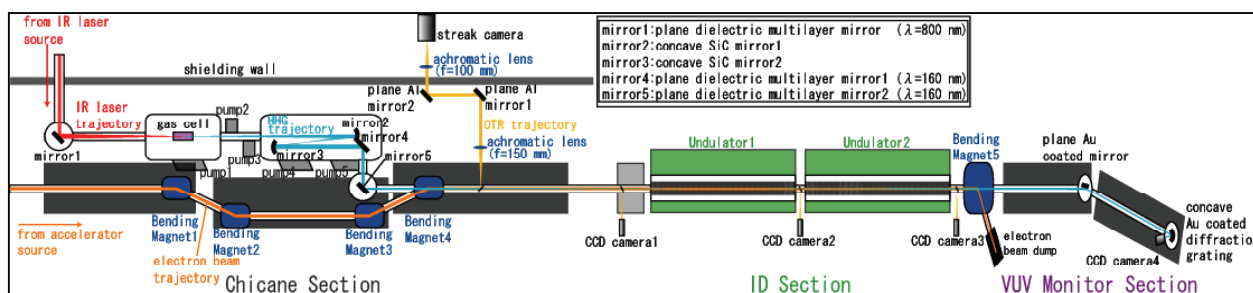 from IR laser
source
shielding wall
streak camera
achromatic lens
(f=100 mm)
plane Al
mirror2
plane Al
mirror1
mirror1:plane dielectric multilayer mirror (λ=800 nm)
mirror2:concave SiC mirror1
mirror3:concave SiC mirror2
mirror4:plane dielectric multilayer mirror1(λ=160 nm)
mirror5:plane dielectric multilayer mirror2(λ=160 nm)
IR laser
trajectory
gas cell
pump2
HHG
trajectory
mirror2
mirror4
OTR trajectory
achromatic lens
(f=150 mm)
mirror1
pump1
pump3
pump4
mirror3
pump5
mirror5
Undulator1
Undulator2
Bending
Magnet5
plane Au
coated mirror
from accelerator
source
Bending
Magnet1
Bending
Magnet2
Bending
Magnet3
Bending
Magnet4
electron beam
trajectory
CCD camera1
CCD camera2
CCD camera3
electron
beam dump
CCD camera4
concave
Au coated
diffraction
grating
Chicane Section
ID Section
VUV Monitor Section